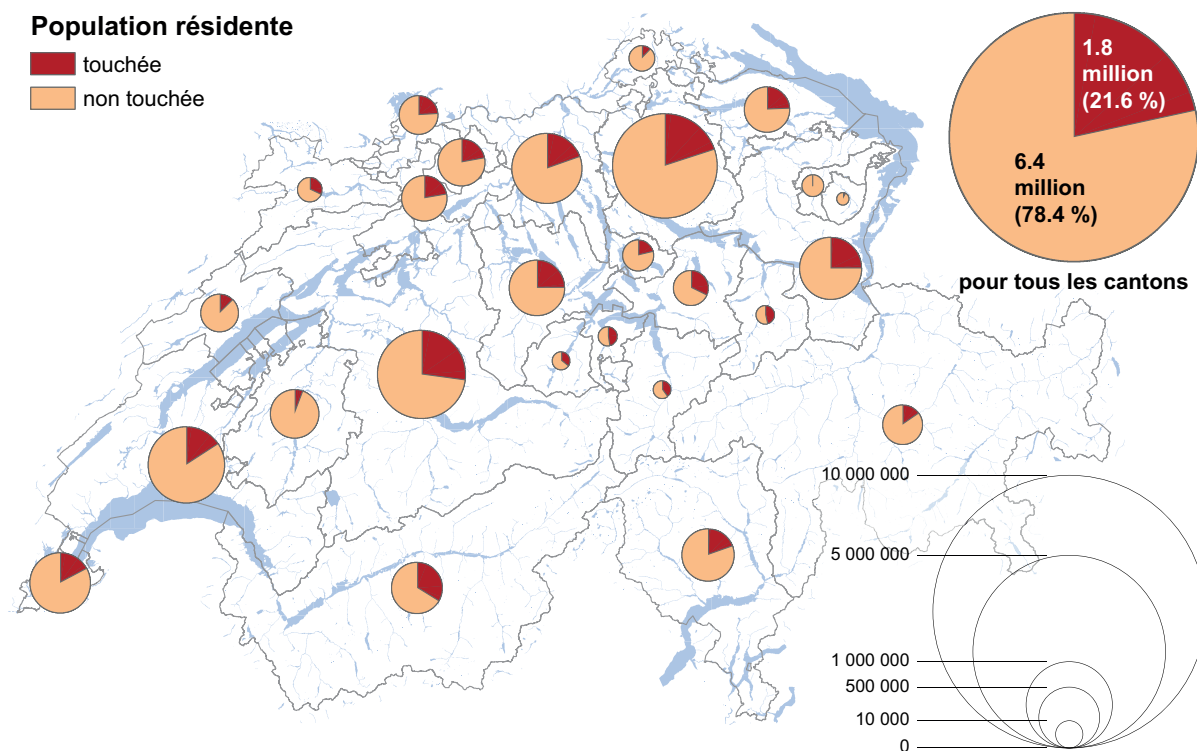 Population résidente
touchée
non touchée
1.8
million
(21.6 %)
6.4
million
(78.4 %)
pour tous les cantons
10 000 000
5 000 000
1 000 000
500 000
10 000
0